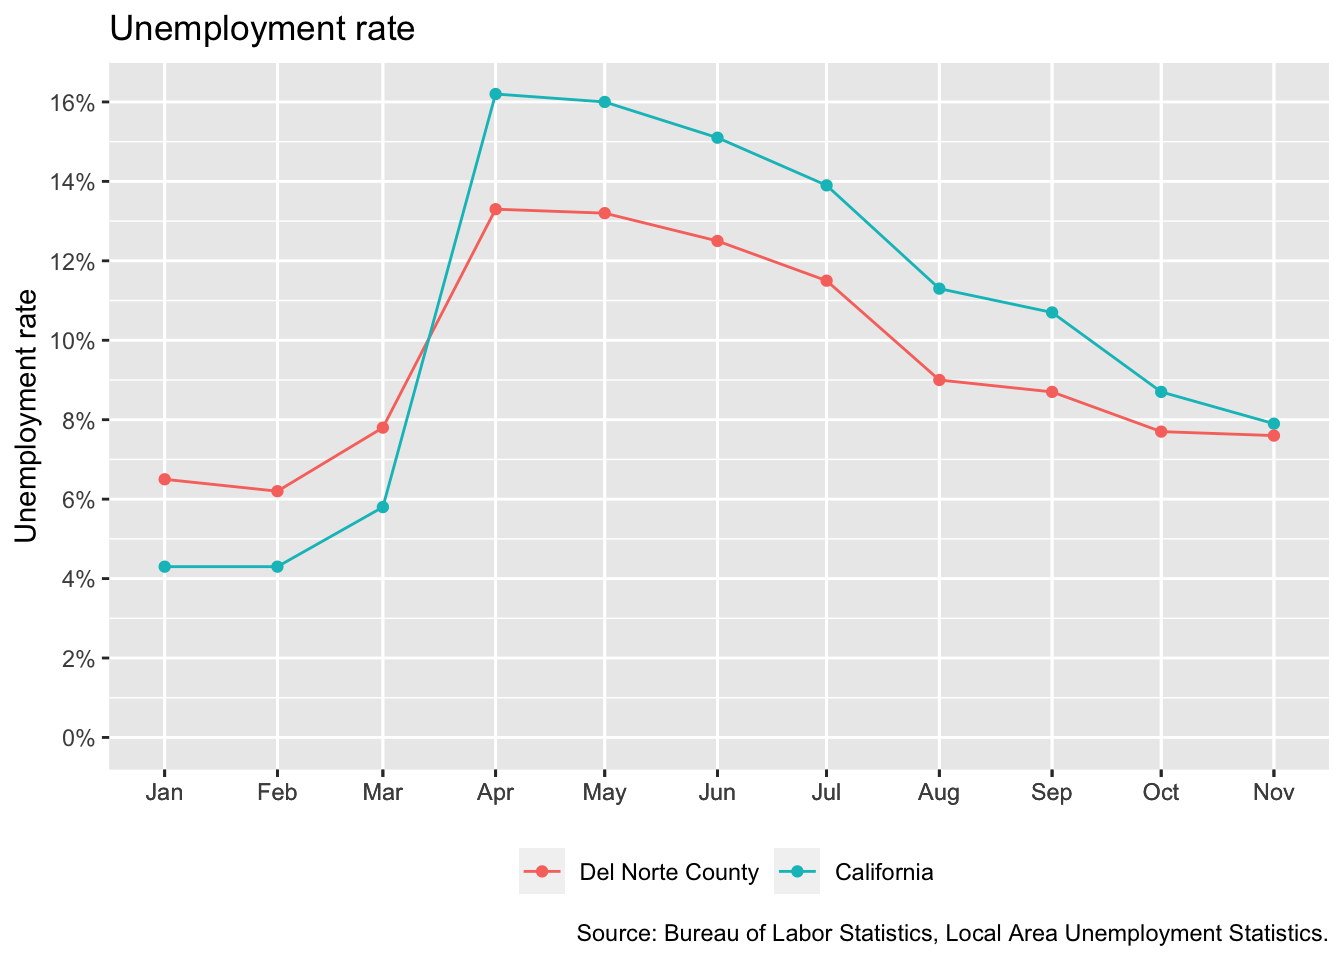 Unemployment rate
Unemployment rate
16%
14%
12%
10%
8%
6%
4%
2%
0%
Jan Feb Mar Apr May Jun Jul Aug Sep Oct Nov
Del Norte County California
Source: Bureau of Labor Statistics, Local Area Unemployment Statistics.